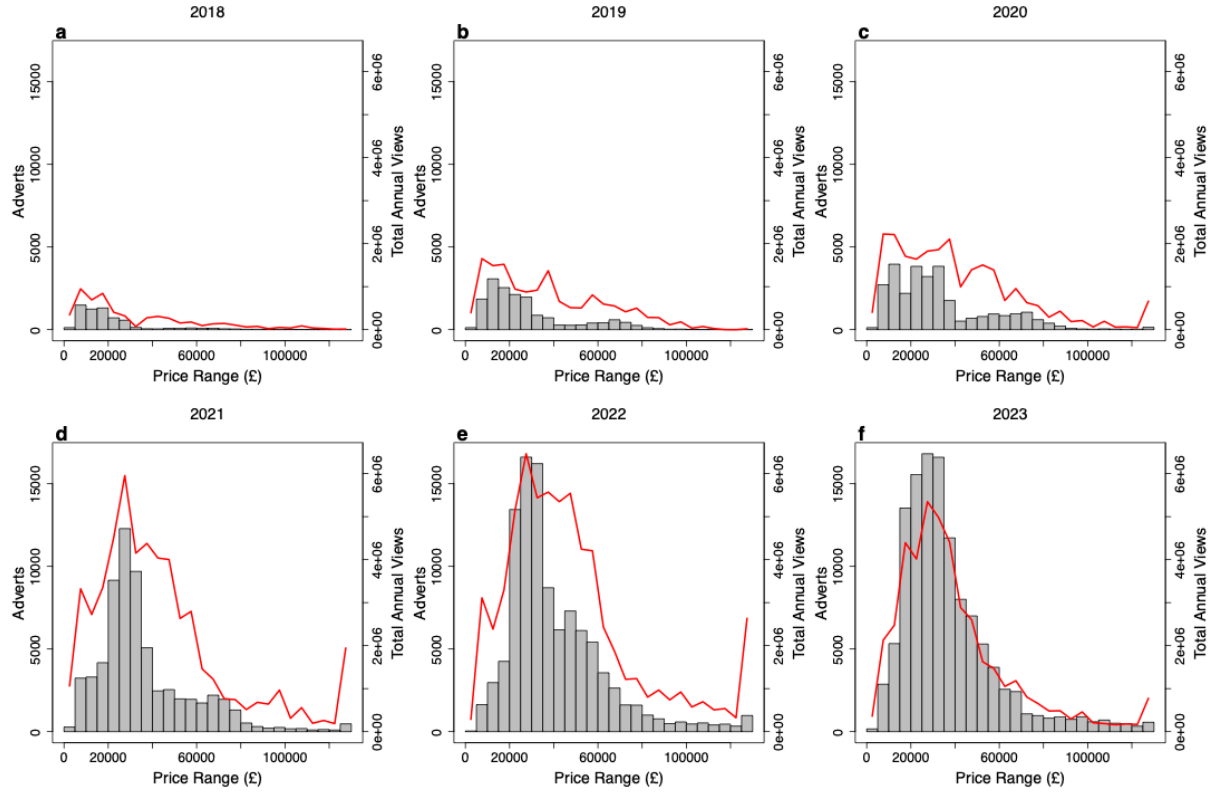 2018
a
Adverts
0 5000 10000 15000
0e+00 2e+06 4e+06 6e+06
Total Annual Views
0 20000 60000 100000
Price Range (£)
2019
b
Adverts
0 5000 10000 15000
0e+00 2e+06 4e+06 6e+06
Total Annual Views
0 20000 60000 100000
Price Range (£)
2020
c
Adverts
0 5000 10000 15000
0e+00 2e+06 4e+06 6e+06
Total Annual Views
0 20000 60000 100000
Price Range (£)
2021
d
Adverts
0 5000 10000 15000
0e+00 2e+06 4e+06 6e+06
Total Annual Views
0 20000 60000 100000
Price Range (£)
2022
e
Adverts
0 5000 10000 15000
0e+00 2e+06 4e+06 6e+06
Total Annual Views
0 20000 60000 100000
Price Range (£)
2023
f
Adverts
0 5000 10000 15000
0e+00 2e+06 4e+06 6e+06
Total Annual Views
0 20000 60000 100000
Price Range (£)